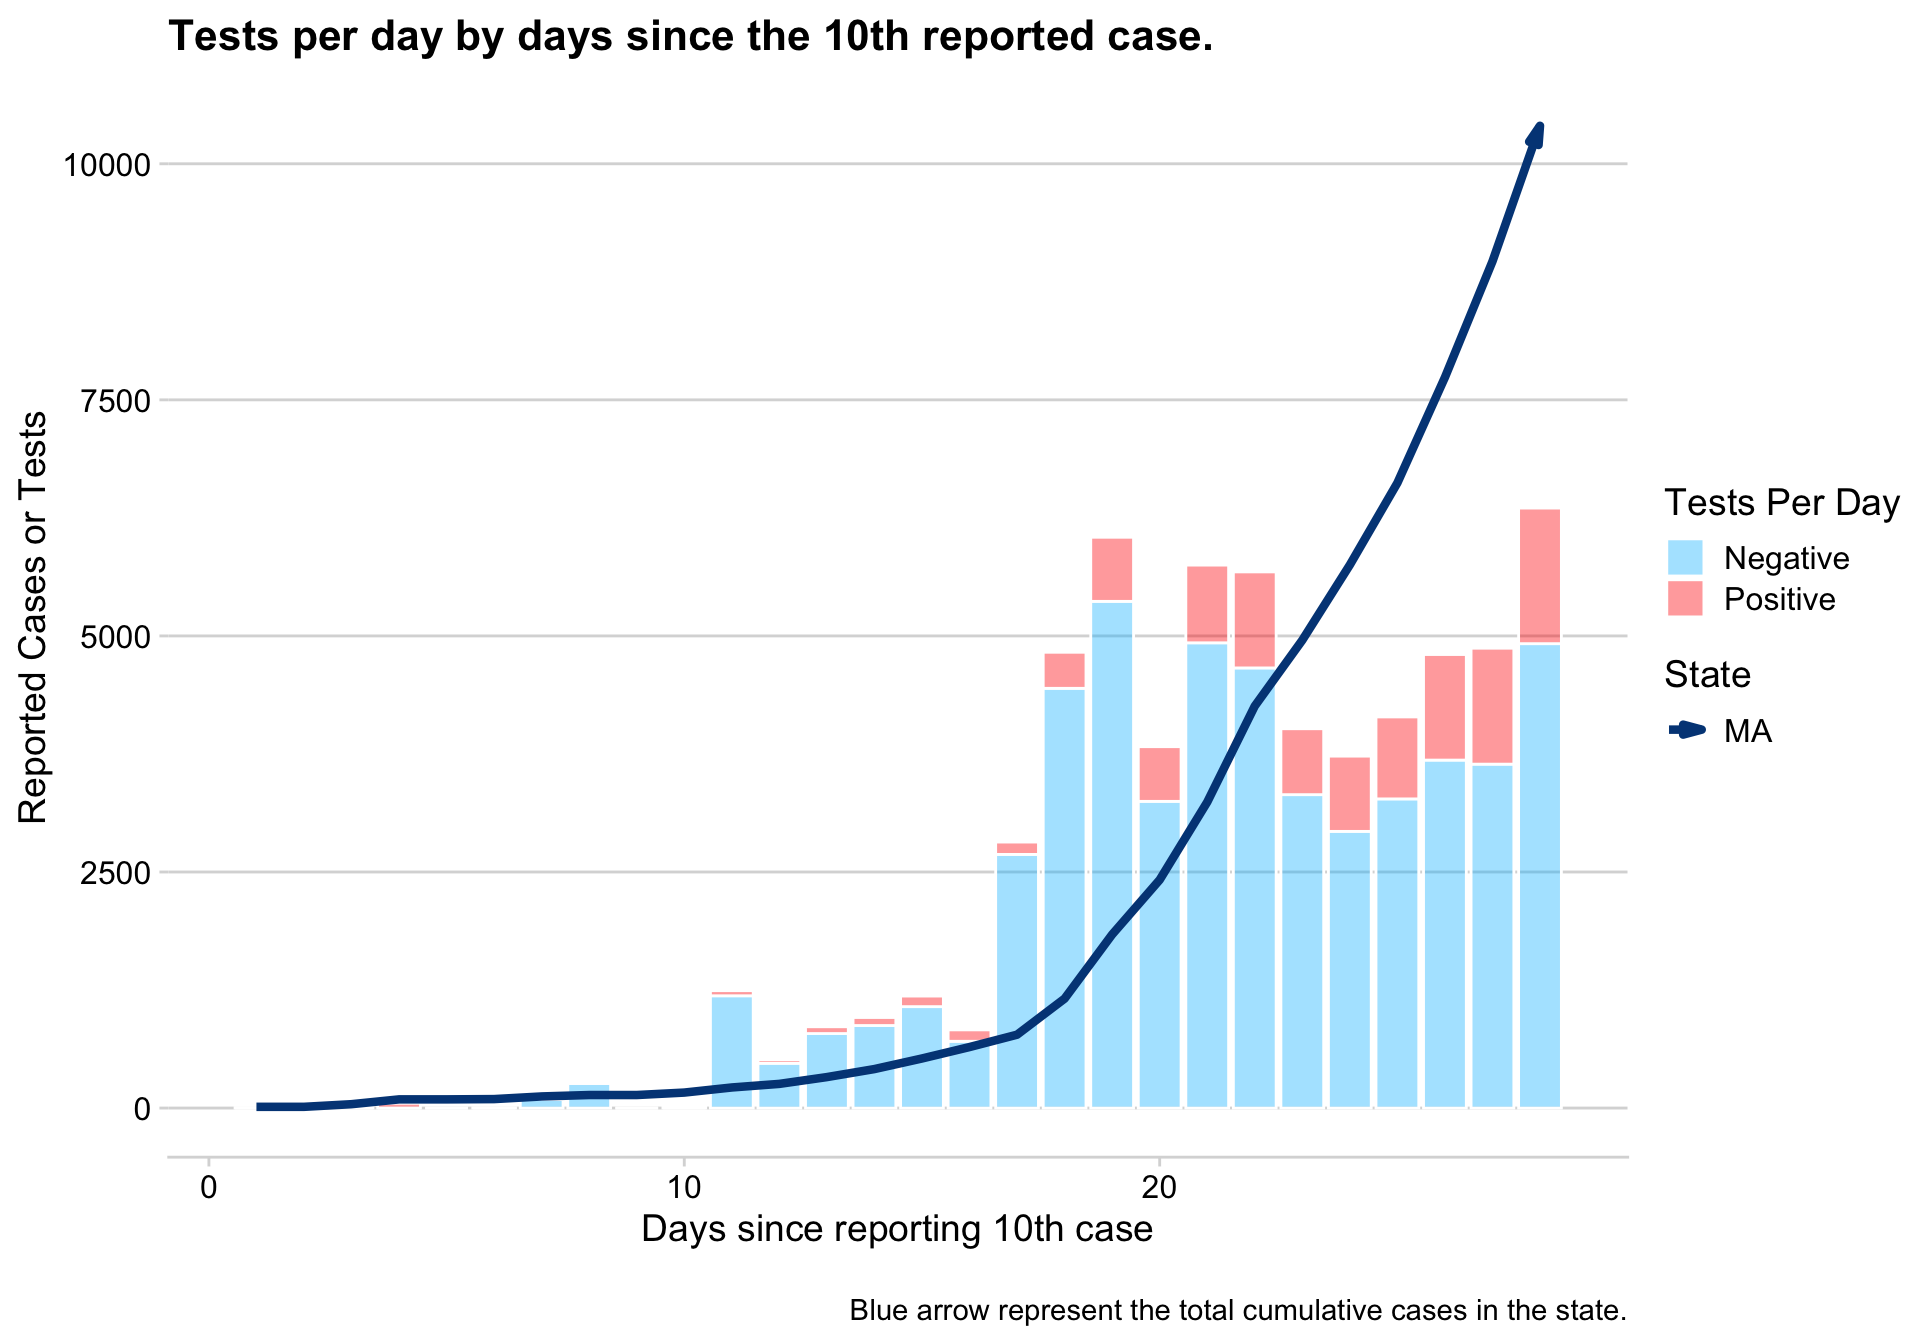 Tests per day by days since the 10th reported case.
10000
7500
5000
2500
0
Reported Cases or Tests
0
10
20
Days since reporting 10th case
Tests Per Day
Negative
Positive
State
MA
Blue arrow represent the total cumulative cases in the state.